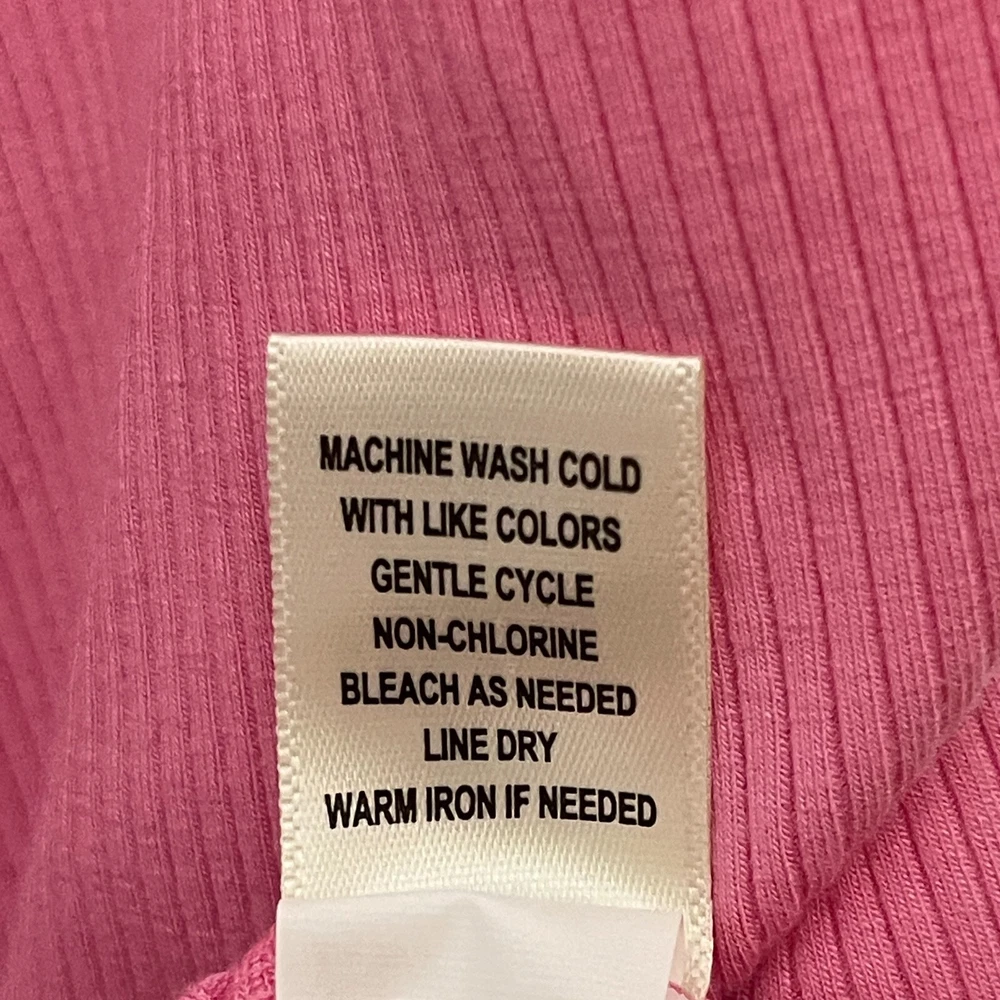 MACHINE WASH COLD
WITH LIKE COLORS
GENTLE CYCLE
NON-CHLORINE
BLEACH AS NEEDED
LINE DRY
WARM IRON IF NEEDED